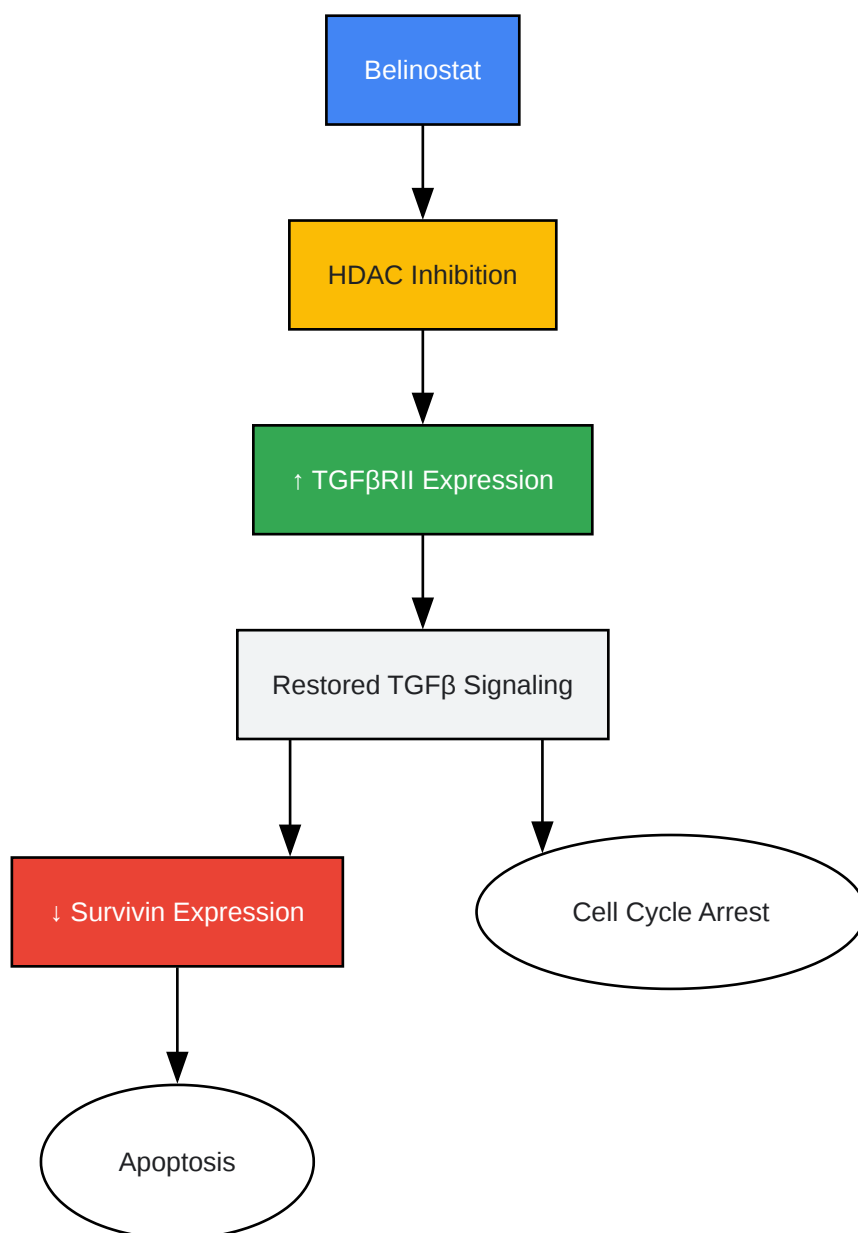 Belinostat
HDAC Inhibition
↑ TGFβRII Expression
Restored TGFβ Signaling
↓ Survivin Expression
Cell Cycle Arrest
Apoptosis